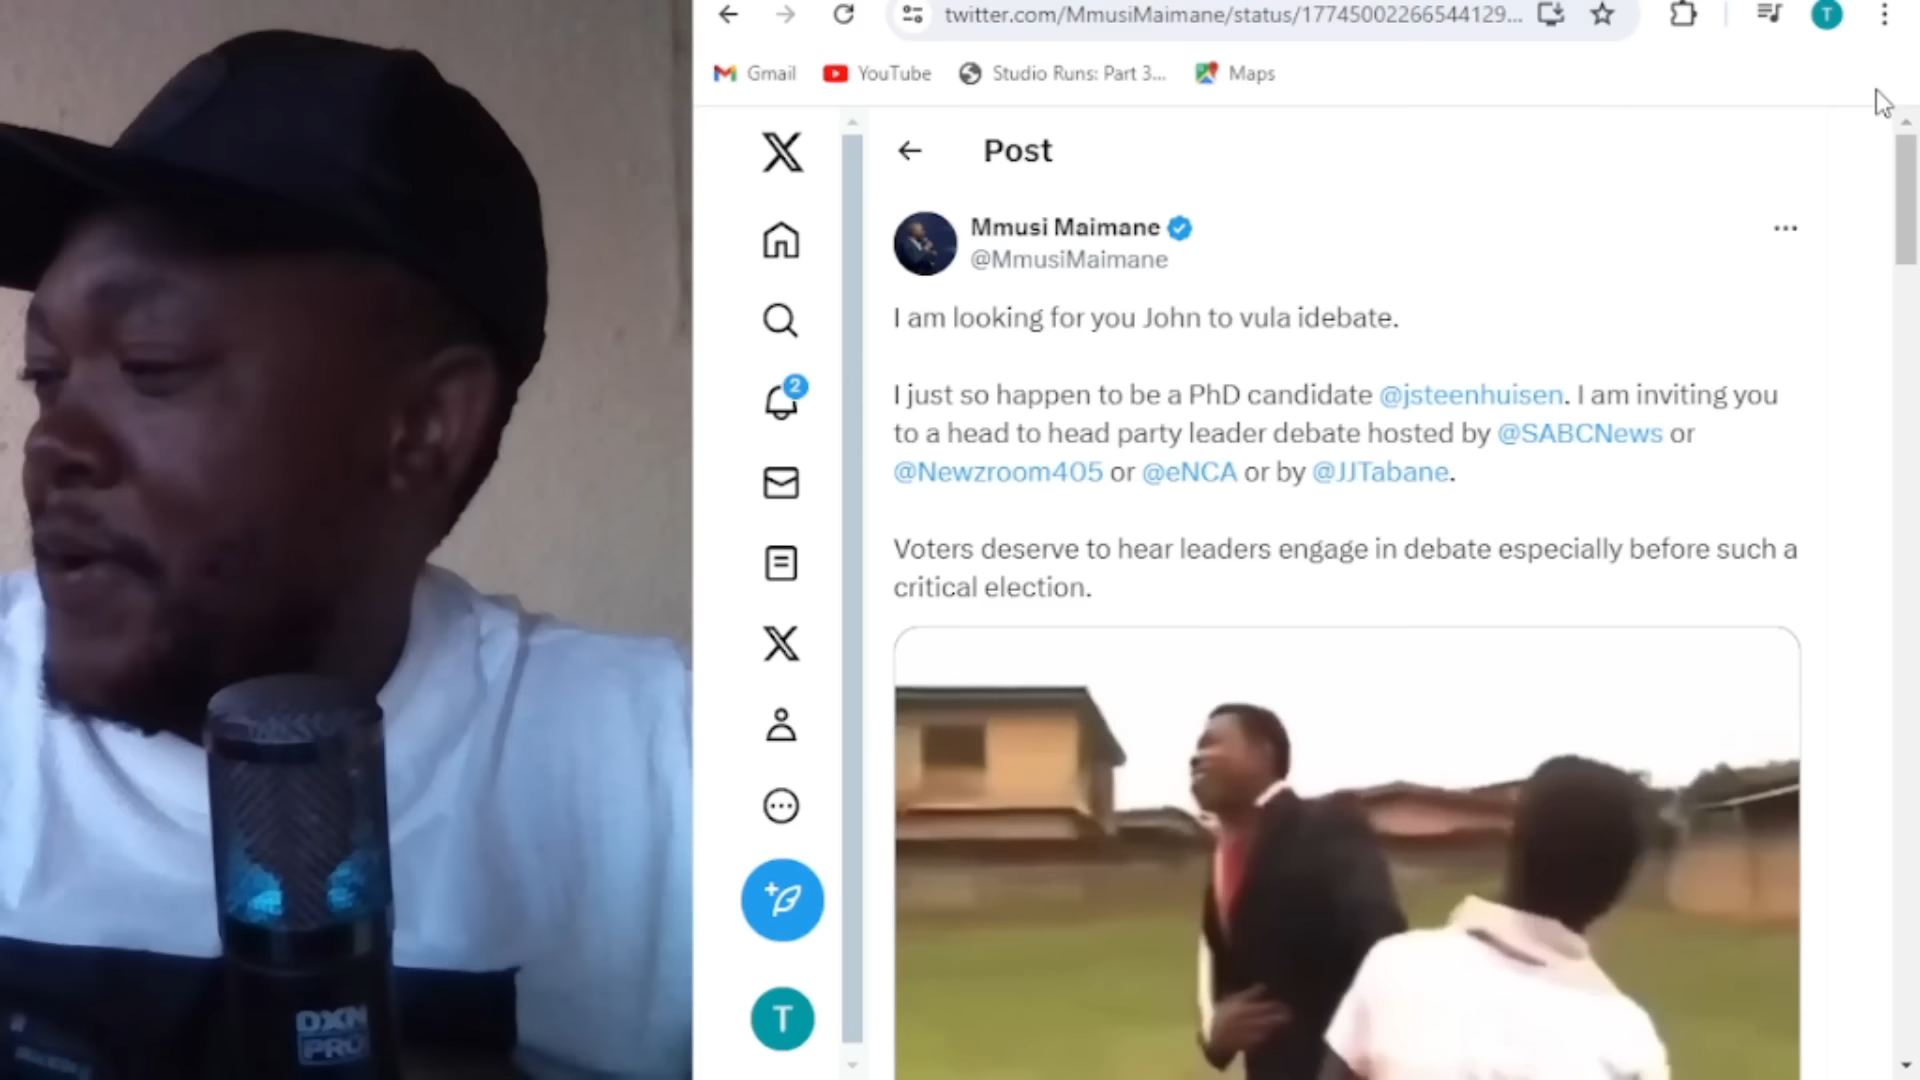 twitter.com/MmusiMaimane/status/17745002266544129...
T
Gmail
YouTube
Studio Runs: Part 3...
Maps
Post
Mmusi Maimane
@MmusiMaimane
I am looking for you John to vula idebate.
2
I just so happen to be a PhD candidate @jsteenhuisen. I am inviting you
to a head to head party leader debate hosted by @SABCNews or
@Newzroom405 or @eNCA or by @JJTabane.
Voters deserve to hear leaders engage in debate especially before such a
critical election.
T
DXN
PRO